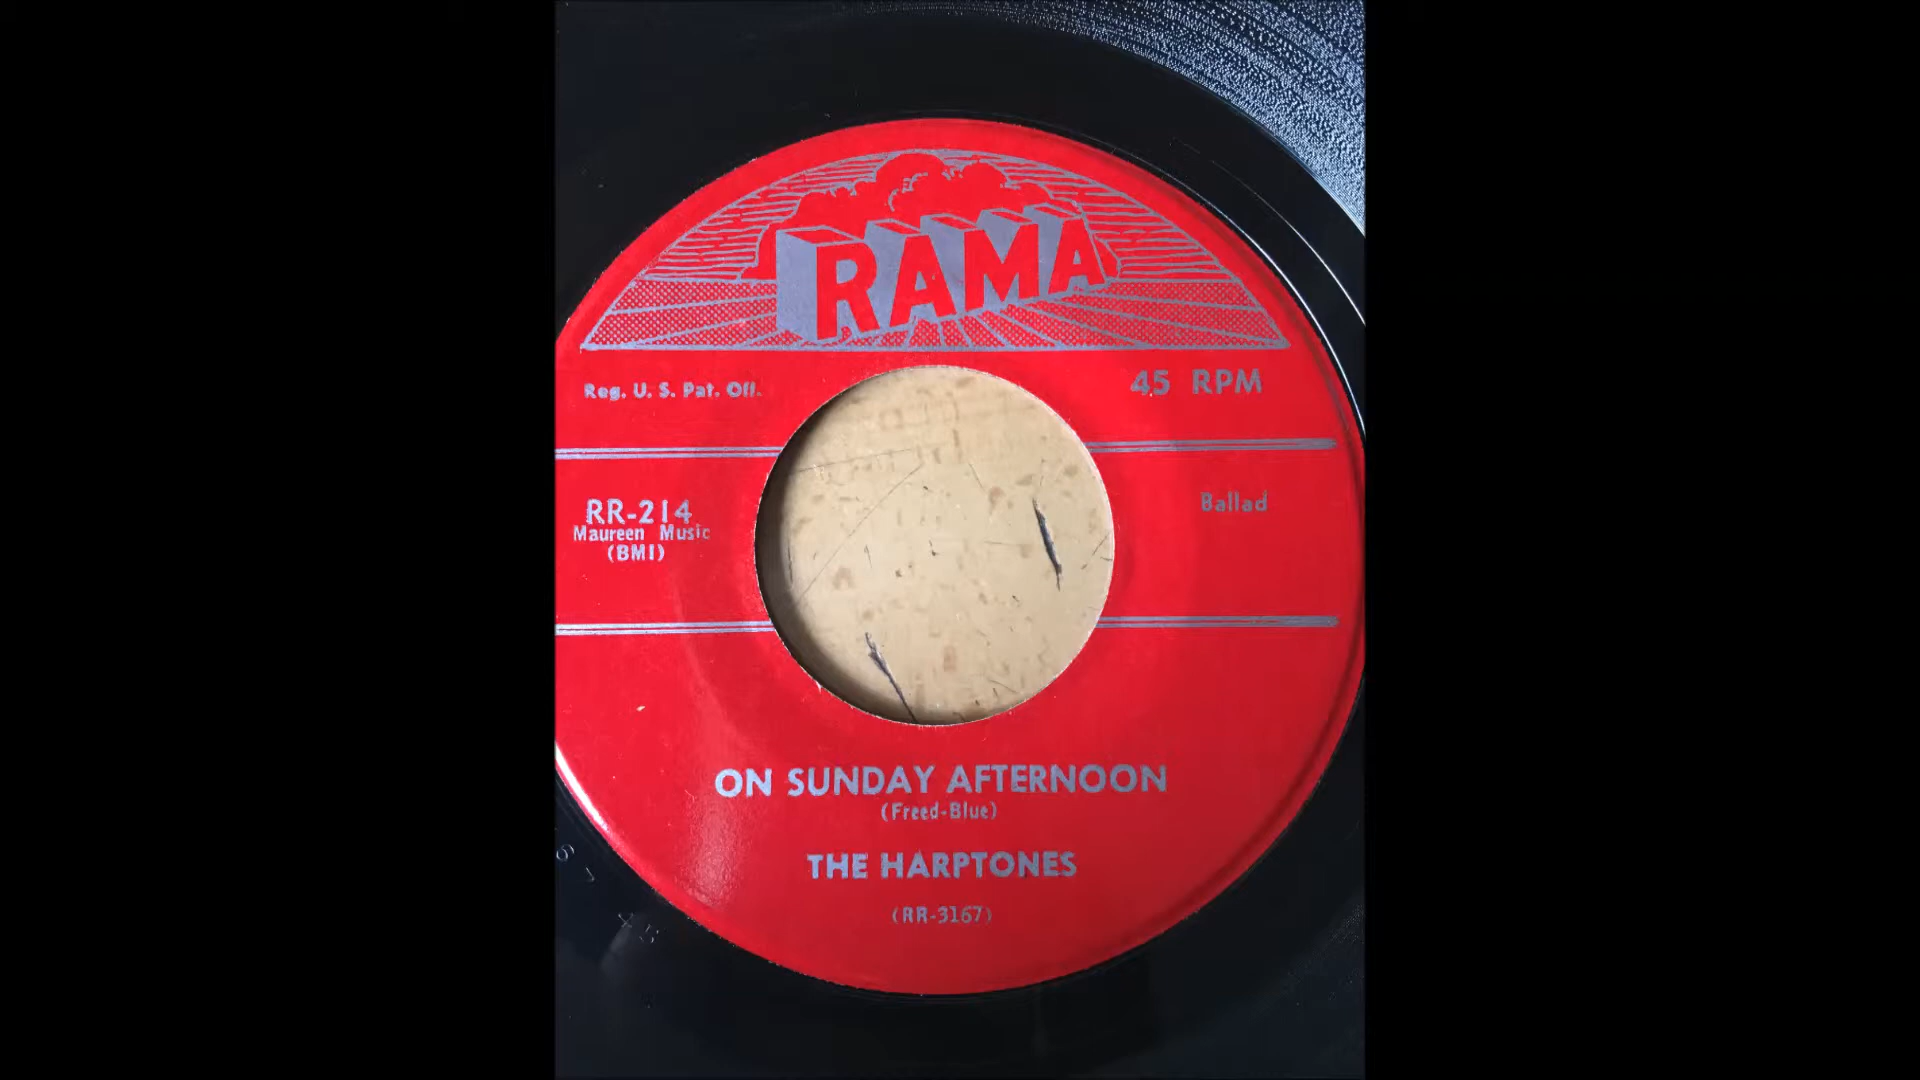 RAMA
Reg. U. S. Pat. Off.
45 RPM
RR-214
Maureen Music
(BMI)
Ballad
ON SUNDAY AFTERNOON
(Freed-Blue)
THE HARPTONES
(RR-3167)